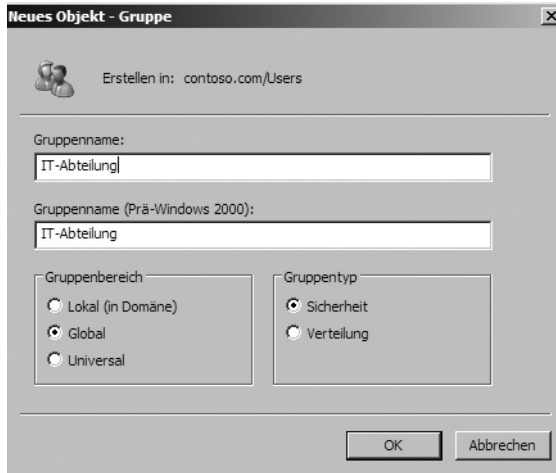 Neues Objekt - Gruppe
Erstellen in: contoso.com/Users
Gruppenname:
IT-Abteilung
Gruppenname (Prä-Windows 2000):
IT-Abteilung
Gruppenbereich
Lokal (in Domäne)
Global
Universal
Gruppentyp
Sicherheit
Verteilung
OK
Abbrechen